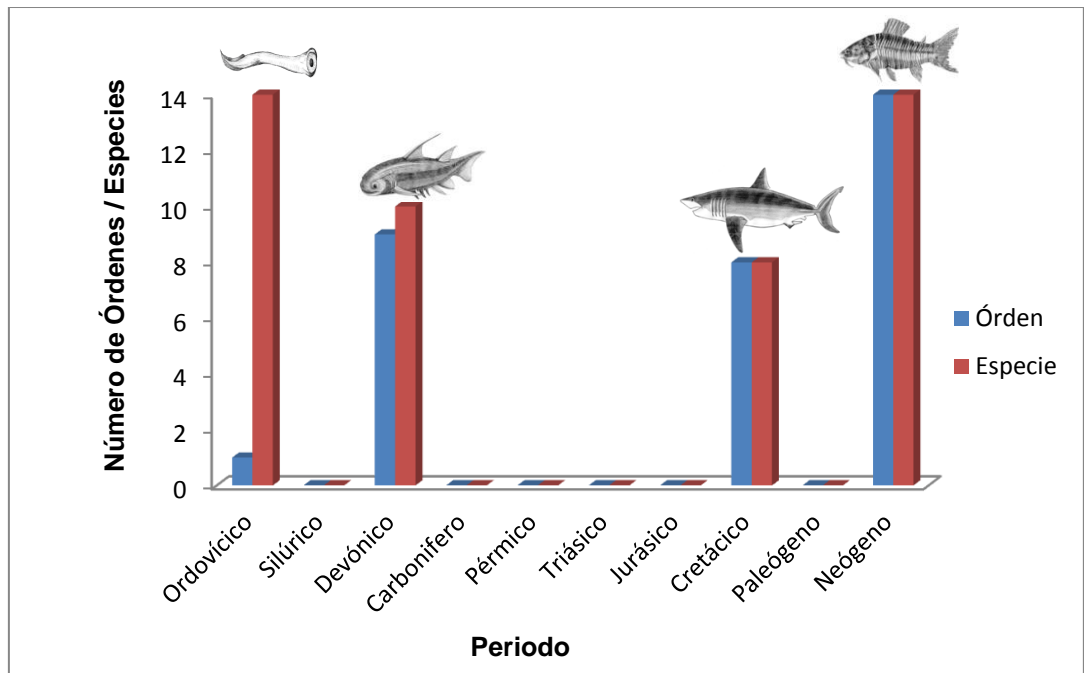 Número de Órdenes / Especies
14
12
10
8
6
4
2
0
Ordovícico
Silúrico
Devónico
Carbonifero
Pérmico
Triásico
Jurásico
Cretácico
Paleógeno
Neógeno
Periodo
Órden
Especie